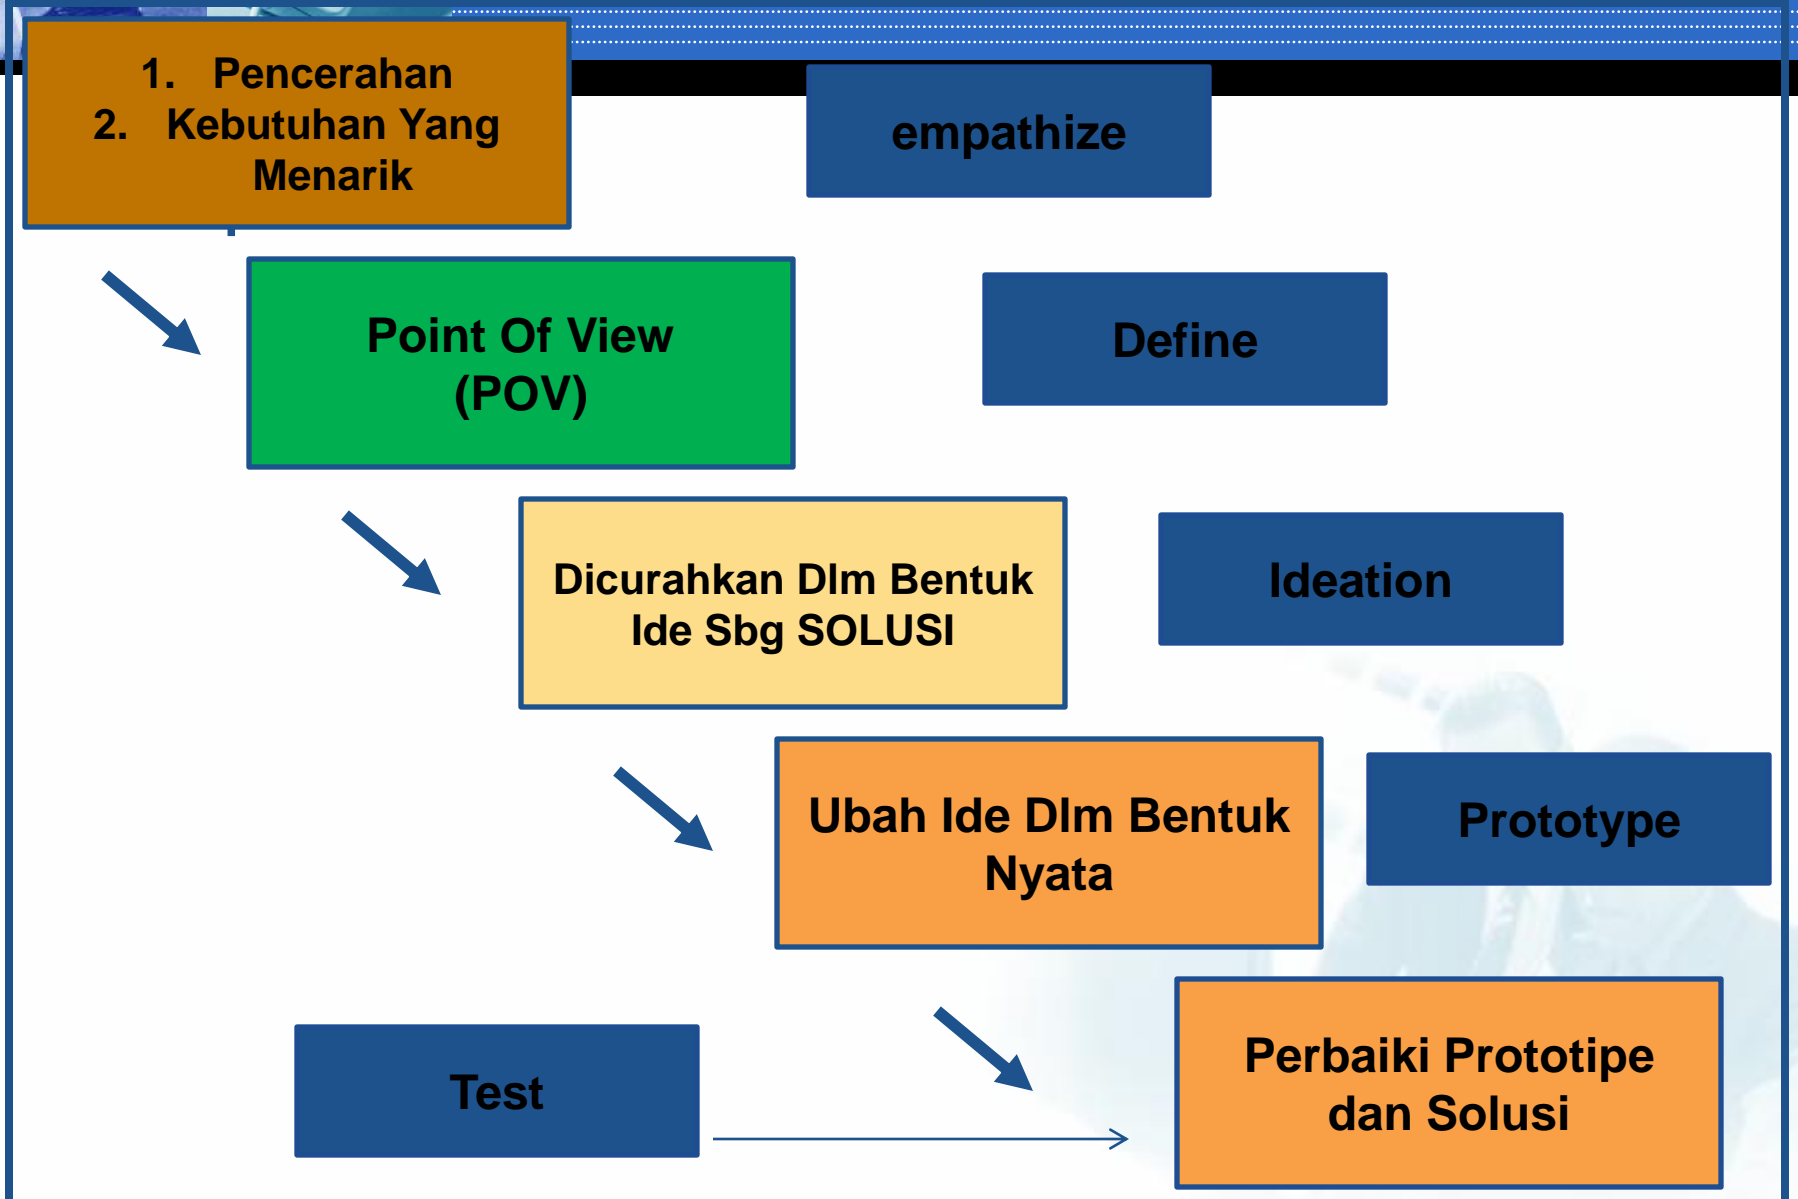 1. Pencerahan
2. Kebutuhan Yang
Menarik
empathize
Point Of View
(POV)
Define
Dicurahkan Dlm Bentuk
Ide Sbg SOLUSI
Ideation
Ubah Ide Dlm Bentuk
Nyata
Prototype
Test
Perbaiki Prototipe
dan Solusi